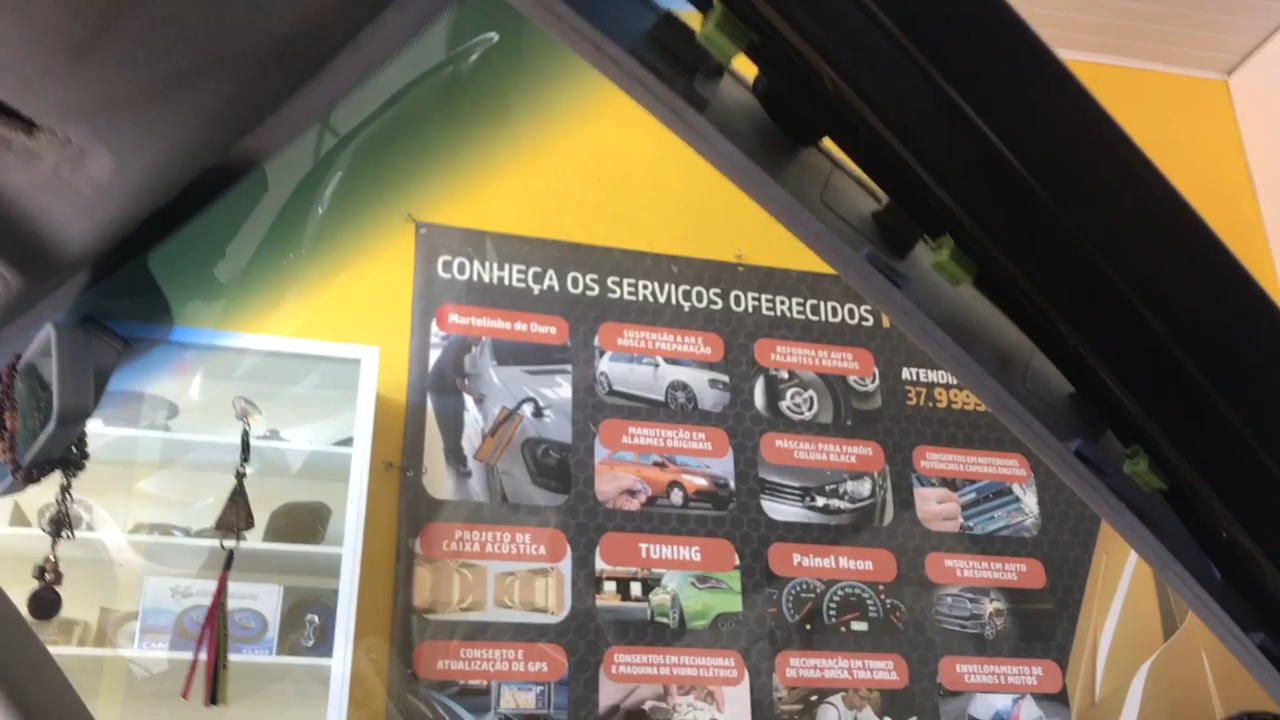 CONHEÇA OS SERVIÇOS OFERECIDOS
Martelinho de Ouro
SUSPENSÃO A AR E
ROSCA E PREPARAÇÃO
REFORMA DE AUTO
FALANTES E REPAROS
37.9999
MANUTENÇÃO EM
ALARMES ORIGINAIS
MÁSCARA PARA FARÓIS
COLUNA BLACK
CONSERTOS EM NOTEBOOKS
POTÊNCIAS E CAMERAS DIGITAIS
PROJETO DE
CAIXA ACÚSTICA
TUNING
Painel Neon
INSULFILM EM AUTO
E RESIDENCIAS
CONSERTO E
ATUALIZAÇÃO DE GPS
CONSERTOS EM FECHADURAS
E MAQUINA DE VIDRO ELÉTRICO
RECUPERAÇÃO EM TRINCO
DE PARA-BRISA, TIRA GRILO.
ENVELOPAMENTO DE
CARROS E MOTOS